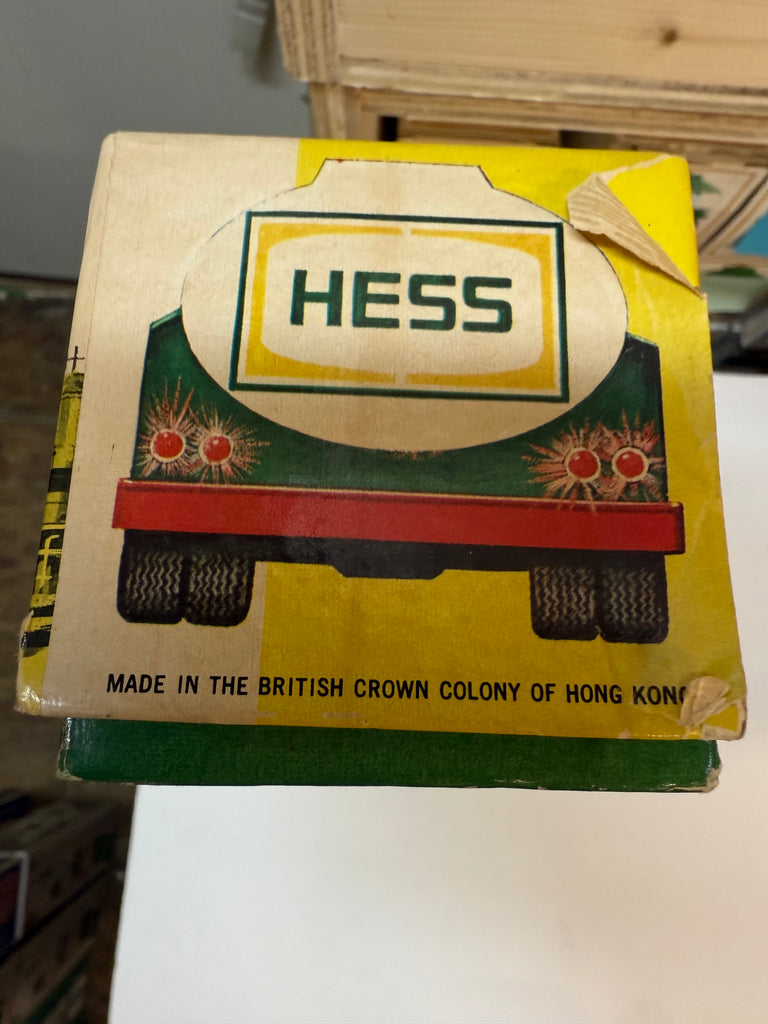 HESS
MADE IN THE BRITISH CROWN COLONY OF HONG KONG